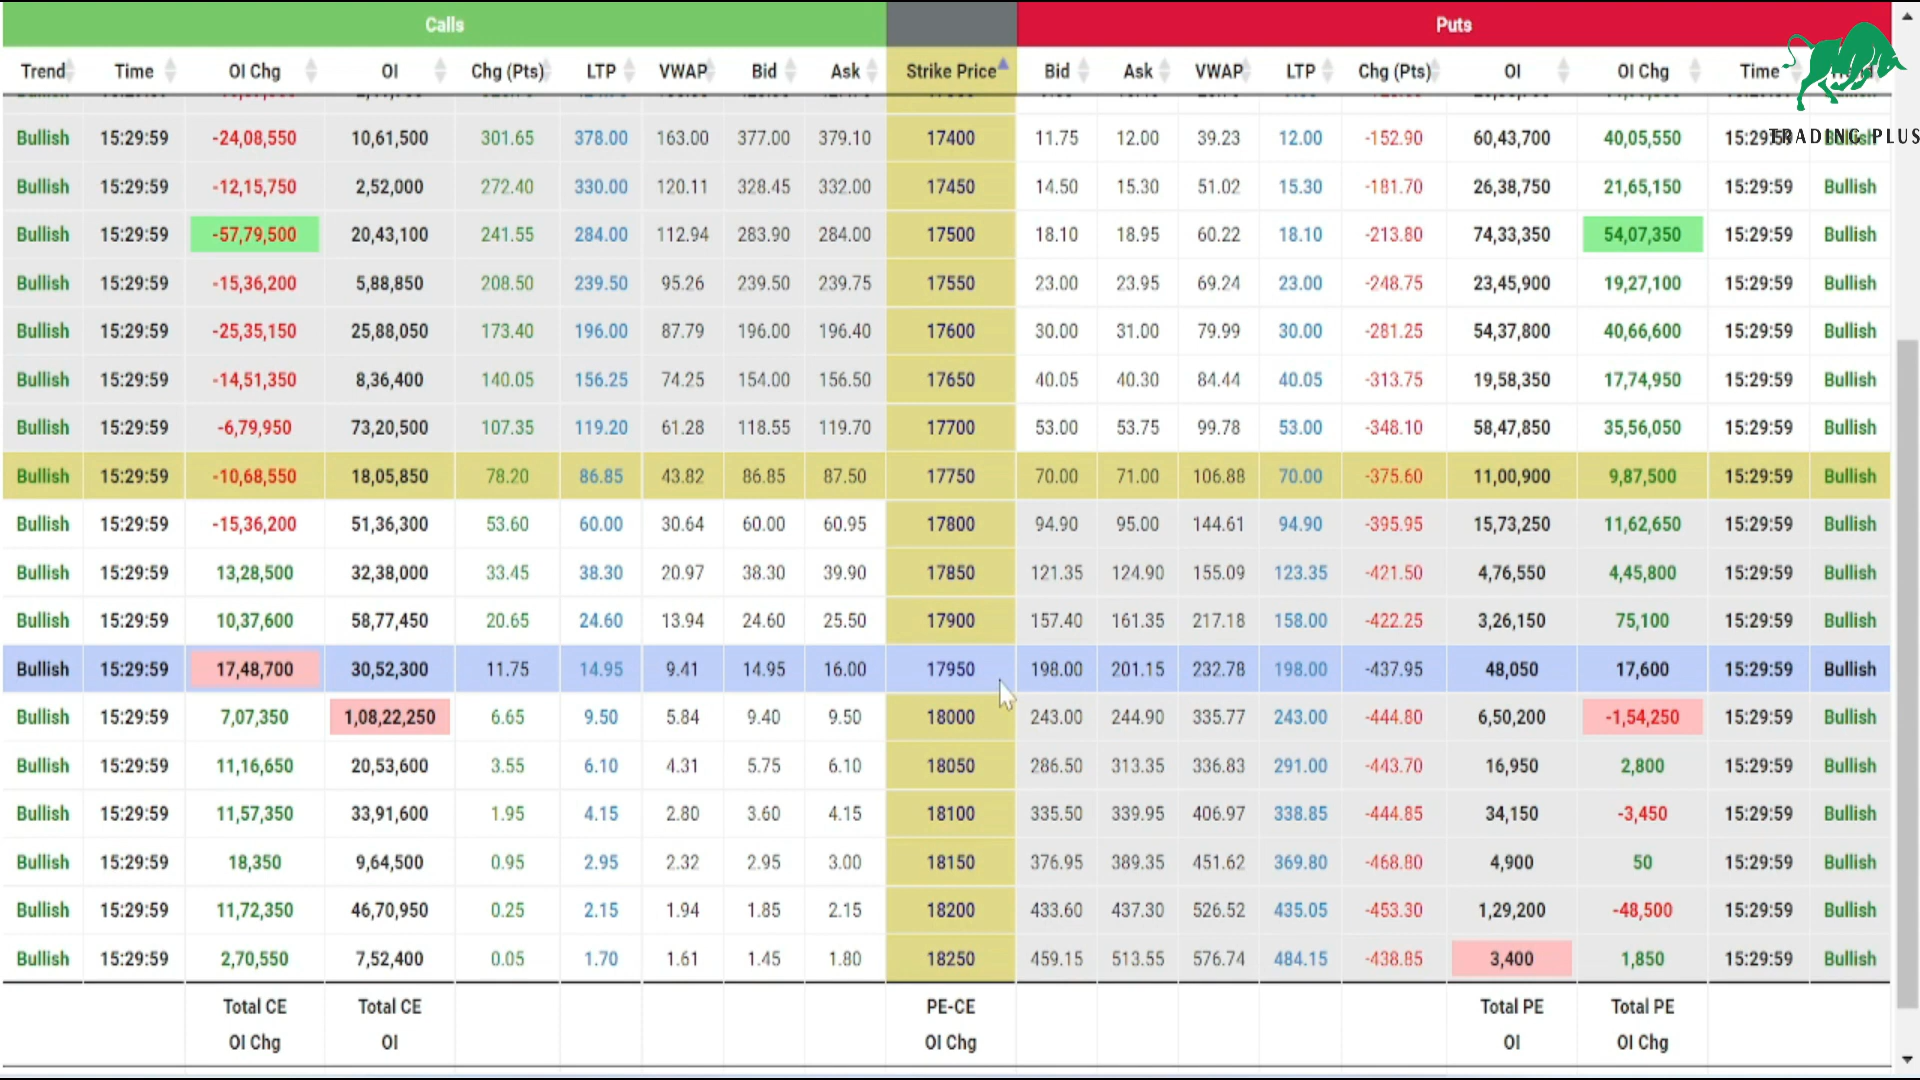 Calls Puts
Trend Time OI Chg OI Chg (Pts) LTP VWAP Bid Ask Strike Price Bid Ask VWAP LTP Chg (Pts) OI OI Chg Time
Bullish 15:29:59 -24,08,550 10,61,500 301.65 378.00 163.00 377.00 379.10 17400 11.75 12.00 39.23 12.00 -152.90 60,43,700 40,05,550 15:29:59 Bullish
TRADING PLUS
Bullish 15:29:59 -12,15,750 2,52,000 272.40 330.00 120.11 328.45 332.00 17450 14.50 15.30 51.02 15.30 -181.70 26,38,750 21,65,150 15:29:59 Bullish
Bullish 15:29:59 -57,79,500 20,43,100 241.55 284.00 112.94 283.90 284.00 17500 18.10 18.95 60.22 18.10 -213.80 74,33,350 54,07,350 15:29:59 Bullish
Bullish 15:29:59 -15,36,200 5,88,850 208.50 239.50 95.26 239.50 239.75 17550 23.00 23.95 69.24 23.00 -248.75 23,45,900 19,27,100 15:29:59 Bullish
Bullish 15:29:59 -25,35,150 25,88,050 173.40 196.00 87.79 196.00 196.40 17600 30.00 31.00 79.99 30.00 -281.25 54,37,800 40,66,600 15:29:59 Bullish
Bullish 15:29:59 -14,51,350 8,36,400 140.05 156.25 74.25 154.00 156.50 17650 40.05 40.30 84.44 40.05 -313.75 19,58,350 17,74,950 15:29:59 Bullish
Bullish 15:29:59 -6,79,950 73,20,500 107.35 119.20 61.28 118.55 119.70 17700 53.00 53.75 99.78 53.00 -348.10 58,47,850 35,56,050 15:29:59 Bullish
Bullish 15:29:59 -10,68,550 18,05,850 78.20 86.85 43.82 86.85 87.50 17750 70.00 71.00 106.88 70.00 -375.60 11,00,900 9,87,500 15:29:59 Bullish
Bullish 15:29:59 -15,36,200 51,36,300 53.60 60.00 30.64 60.00 60.95 17800 94.90 95.00 144.61 94.90 -395.95 15,73,250 11,62,650 15:29:59 Bullish
Bullish 15:29:59 13,28,500 32,38,000 33.45 38.30 20.97 38.30 39.90 17850 121.35 124.90 155.09 123.35 -421.50 4,76,550 4,45,800 15:29:59 Bullish
Bullish 15:29:59 10,37,600 58,77,450 20.65 24.60 13.94 24.60 25.50 17900 157.40 161.35 217.18 158.00 -422.25 3,26,150 75,100 15:29:59 Bullish
Bullish 15:29:59 17,48,700 30,52,300 11.75 14.95 9.41 14.95 16.00 17950 198.00 201.15 232.78 198.00 -437.95 48,050 17,600 15:29:59 Bullish
Bullish 15:29:59 7,07,350 1,08,22,250 6.65 9.50 5.84 9.40 9.50 18000 243.00 244.90 335.77 243.00 -444.80 6,50,200 -1,54,250 15:29:59 Bullish
Bullish 15:29:59 11,16,650 20,53,600 3.55 6.10 4.31 5.75 6.10 18050 286.50 313.35 336.83 291.00 -443.70 16,950 2,800 15:29:59 Bullish
Bullish 15:29:59 11,57,350 33,91,600 1.95 4.15 2.80 3.60 4.15 18100 335.50 339.95 406.97 338.85 -444.85 34,150 -3,450 15:29:59 Bullish
Bullish 15:29:59 18,350 9,64,500 0.95 2.95 2.32 2.95 3.00 18150 376.95 389.35 451.62 369.80 -468.80 4,900 50 15:29:59 Bullish
Bullish 15:29:59 11,72,350 46,70,950 0.25 2.15 1.94 1.85 2.15 18200 433.60 437.30 526.52 435.05 -453.30 1,29,200 -48,500 15:29:59 Bullish
Bullish 15:29:59 2,70,550 7,52,400 0.05 1.70 1.61 1.45 1.80 18250 459.15 513.55 576.74 484.15 -438.85 3,400 1,850 15:29:59 Bullish
Total CE Total CE PE-CE Total PE Total PE
OI Chg OI OI Chg OI OI Chg